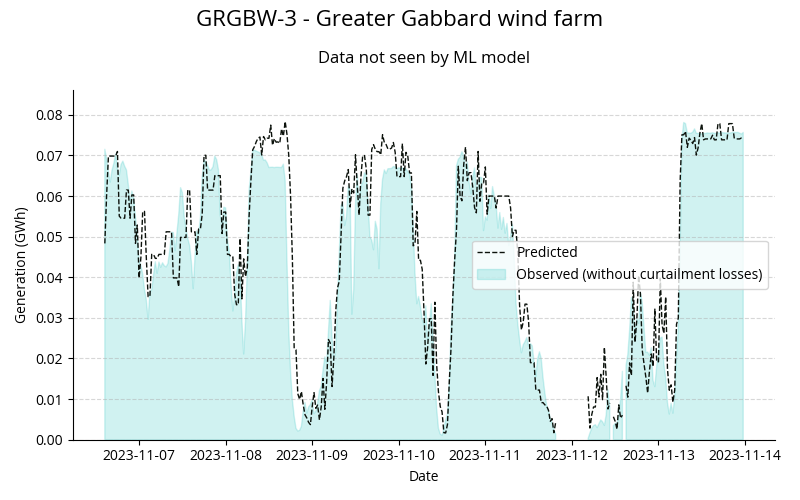 GRGBW-3 - Greater Gabbard wind farm
Data not seen by ML model
Generation (GWh)
0.08
0.07
0.06
0.05
0.04
0.03
0.02
0.01
0.00
Predicted
Observed (without curtailment losses)
2023-11-07 2023-11-08 2023-11-09 2023-11-10 2023-11-11 2023-11-12 2023-11-13 2023-11-14
Date